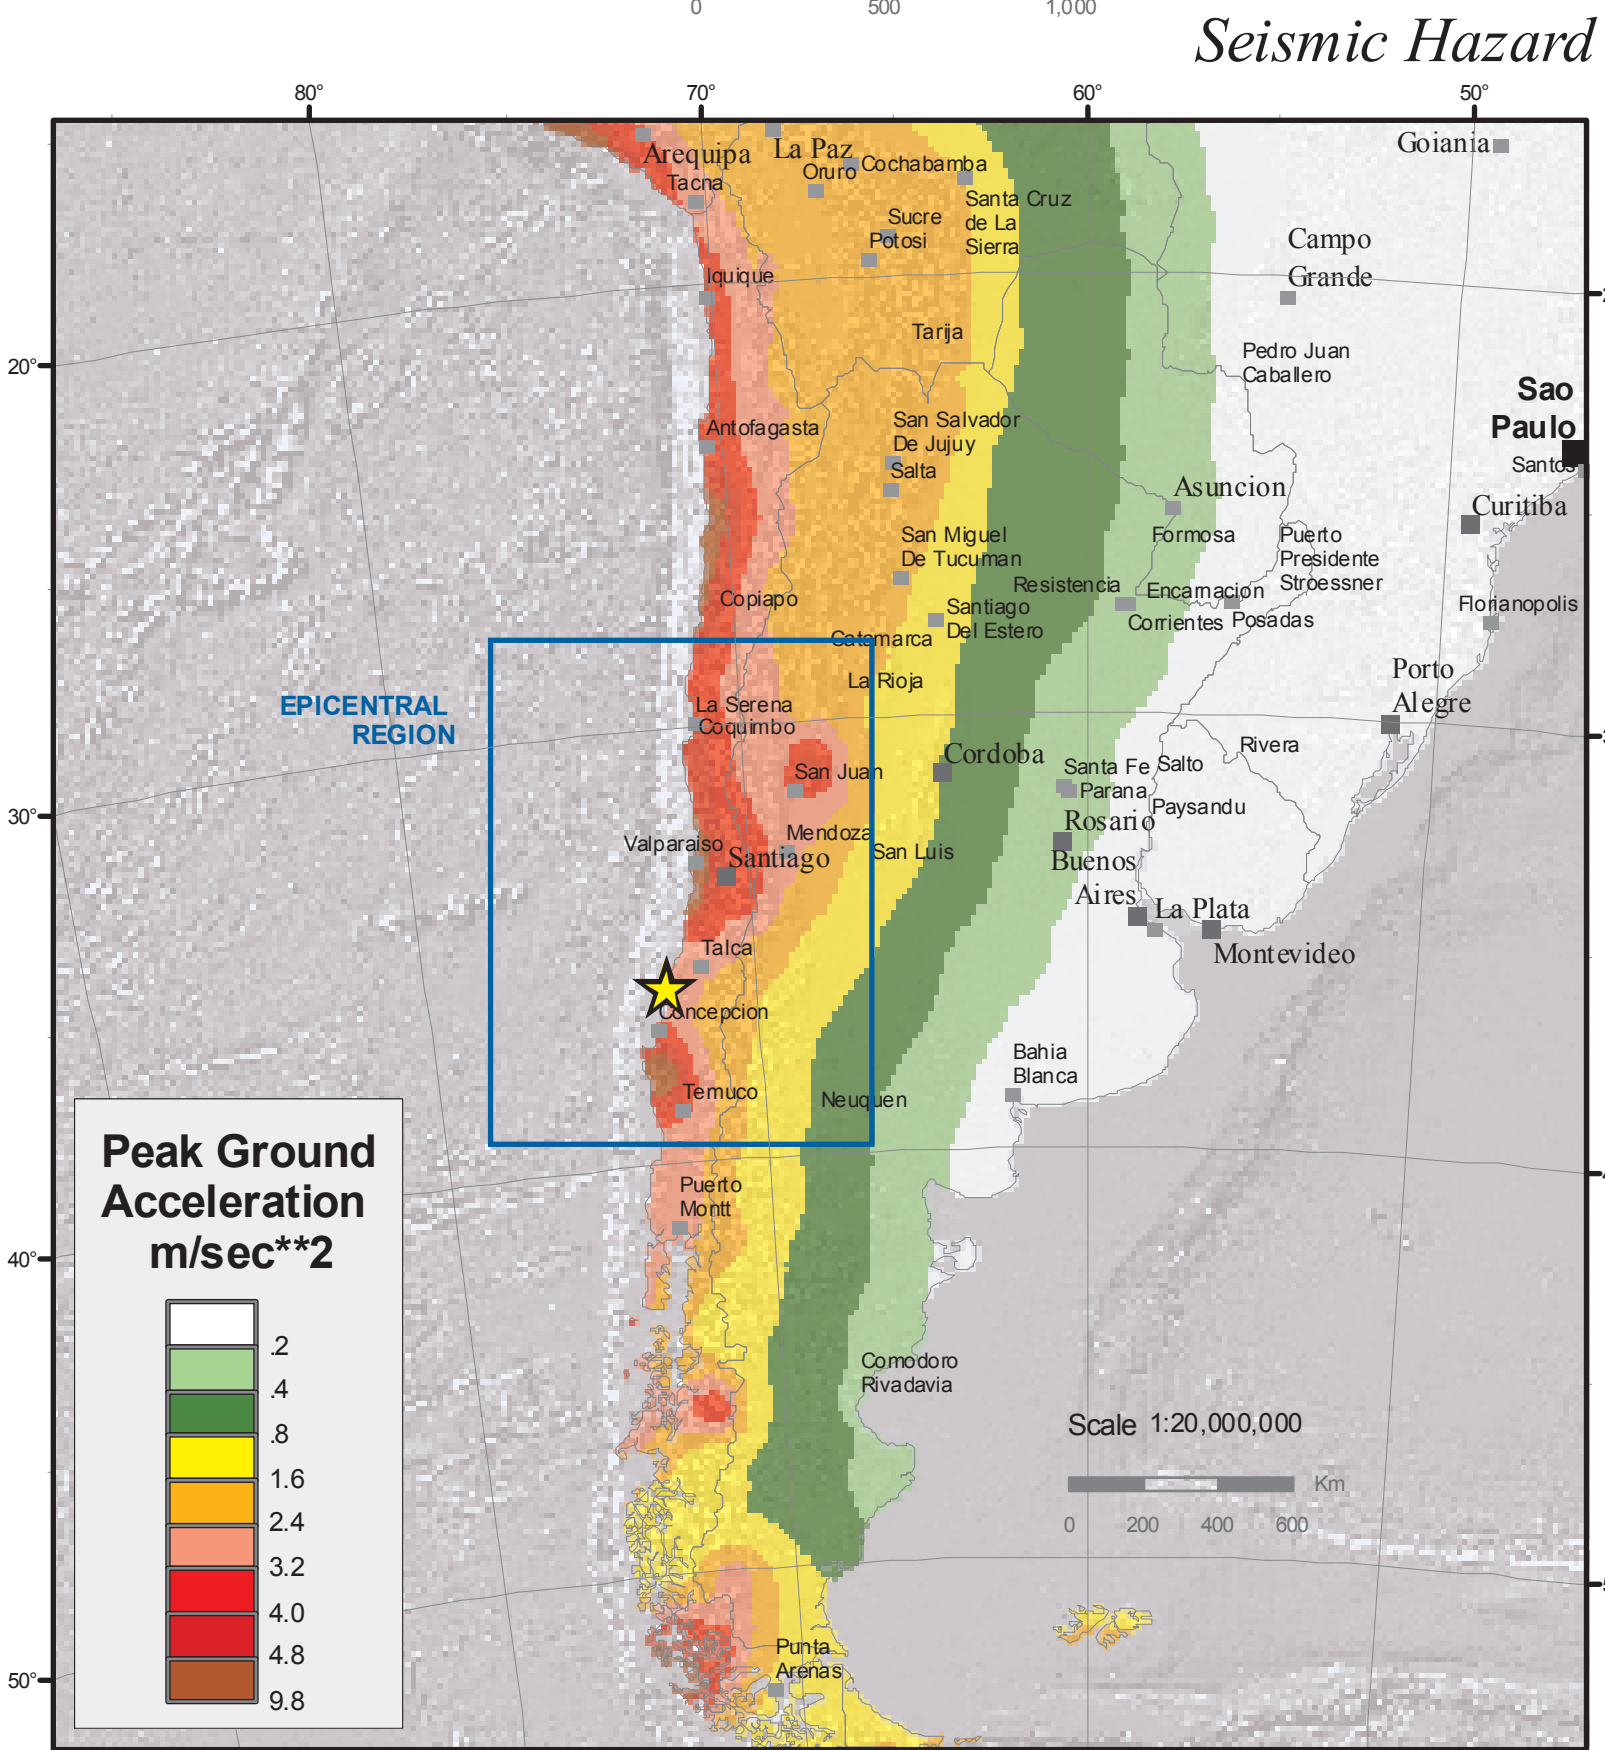 0 500 1,000
Seismic Hazard
80° 70° 60° 50°
Goiania
Arequipa
La Paz
Cochabamba
Oruro
Tacna
Santa Cruz
de La
Sierra
Sucre
Potosi
Campo
Grande
Iquique
Tarija
Pedro Juan
Caballero
20°
Sao
Paulo
Santos
Antofagasta
San Salvador
De Jujuy
Salta
Asuncion
Curitiba
San Miguel
De Tucuman
Formosa
Puerto
Presidente
Stroessner
Resistencia
Encarnacion
Copiapo
Santiago
Del Estero
Corrientes
Posadas
Florianopolis
Catamarca
La Rioja
Porto
Alegre
EPICENTRAL
REGION
La Serena
Coquimbo
Rivera
Cordoba
San Juan
Santa Fe
Salto
Parana
Paysandu
30°
Mendoza
Rosario
Valparaiso
Santiago
San Luis
Buenos
Aires
La Plata
Montevideo
Talca
Concepcion
Bahia
Blanca
Temuco
Neuquen
Puerto
Montt
40°
Comodoro
Rivadavia
Scale 1:20,000,000
Km
0 200 400 600
Punta
Arenas
50°
Peak Ground
Acceleration
m/sec**2
.2
.4
.8
1.6
2.4
3.2
4.0
4.8
9.8